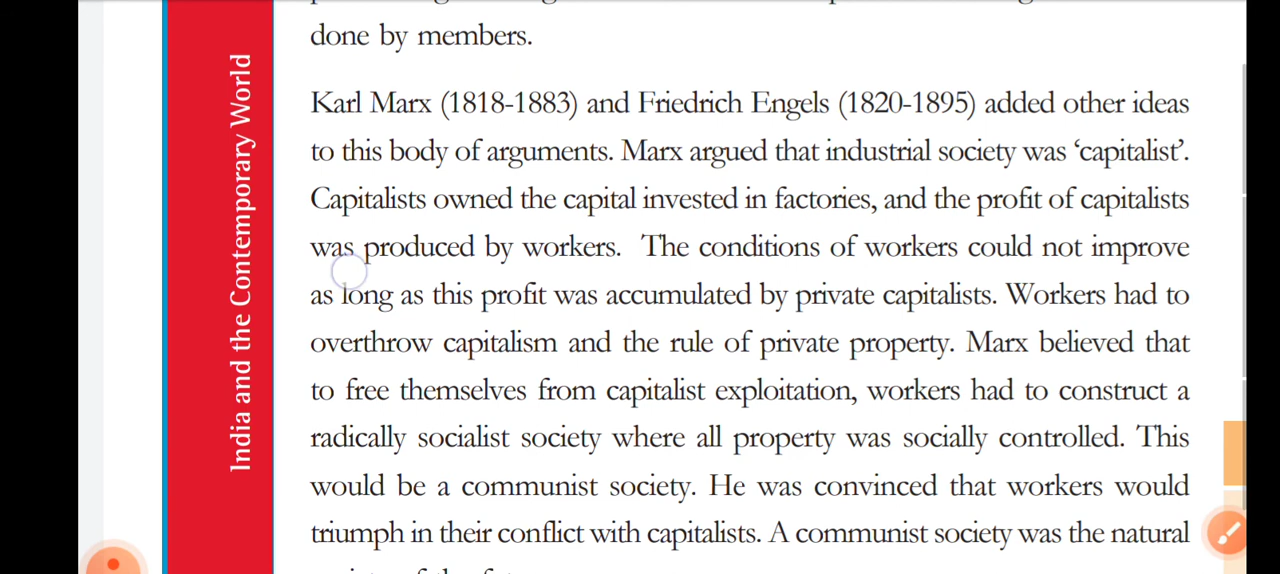 done by members.
Karl Marx (1818-1883) and Friedrich Engels (1820-1895) added other ideas
to this body of arguments. Marx argued that industrial society was ‘capitalist’.
Capitalists owned the capital invested in factories, and the profit of capitalists
was produced by workers. The conditions of workers could not improve
as long as this profit was accumulated by private capitalists. Workers had to
overthrow capitalism and the rule of private property. Marx believed that
to free themselves from capitalist exploitation, workers had to construct a
radically socialist society where all property was socially controlled. This
would be a communist society. He was convinced that workers would
triumph in their conflict with capitalists. A communist society was the natural
India and the Contemporary World